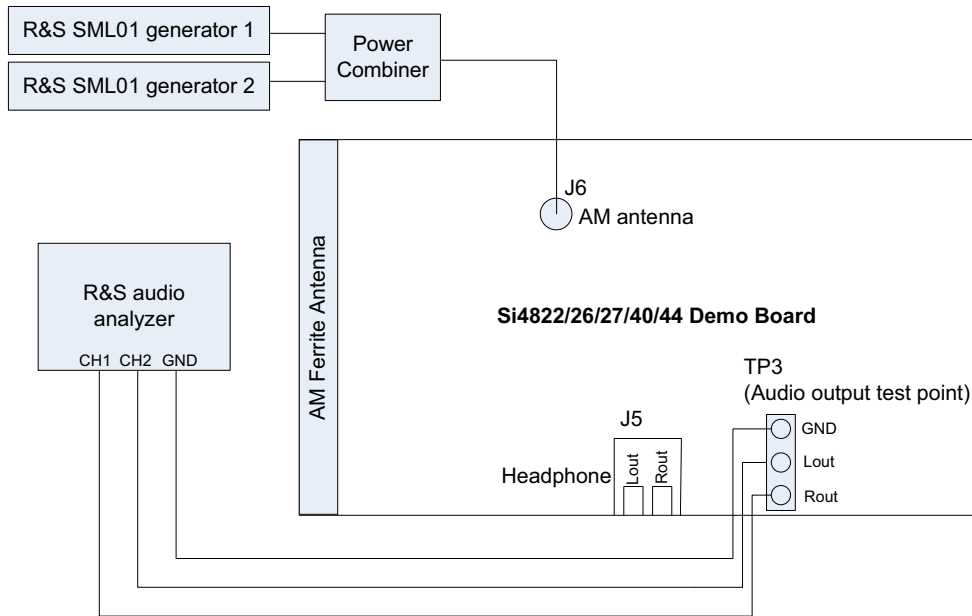 R&S SML01 generator 1
R&S SML01 generator 2
Power
Combiner
J6
AM antenna
AM Ferrite Antenna
R&S audio
analyzer
CH1 CH2 GND
Si4822/26/27/40/44 Demo Board
TP3
(Audio output test point)
GND
Lout
Rout
J5
Headphone
Lout
Rout